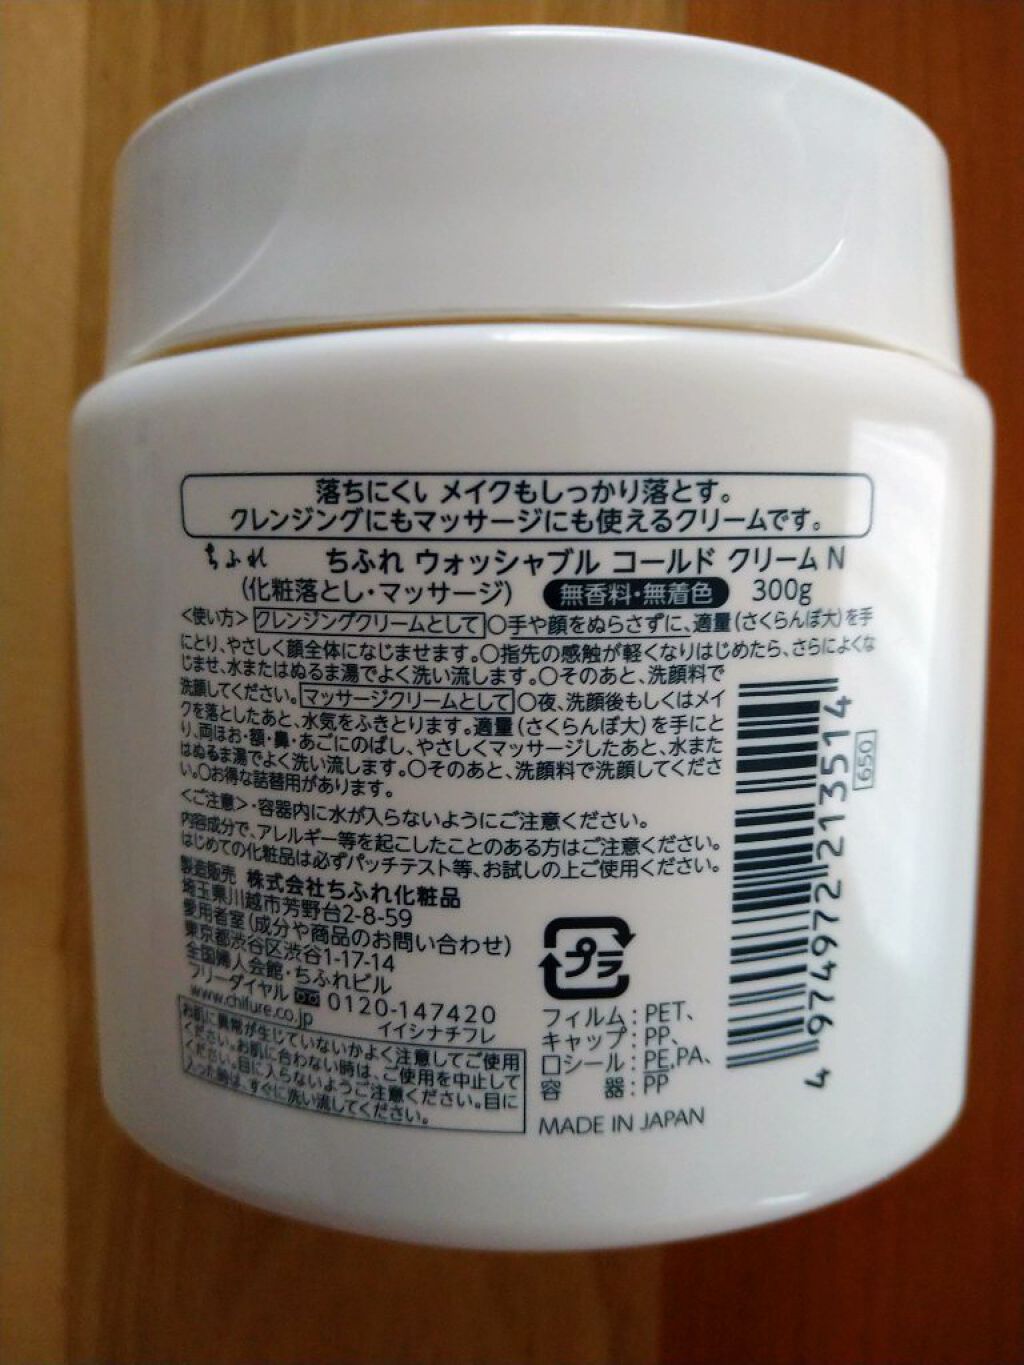 落ちにくい メイクもしっかり落とす。
クレンジングにもマッサージにも使えるクリームです。
ちふれ ちふれ ウォッシャブル コールド クリーム N
(化粧落とし・マッサージ) 無香料・無着色 300g
<使い方> クレンジングクリームとして ○手や顔をぬらさずに、適量(さくらんぼ大)を手
にとり、やさしく顔全体になじませます。○指先の感触が軽くなりはじめたら、さらによくな
じませ、水またはぬるま湯でよく洗い流します。○そのあと、洗顔料で
洗顔してください。 マッサージクリームとして ○夜、洗顔後もしくはメイ
クを落としたあと、水気をふきとります。適量(さくらんぼ大)を手にと
り、両ほお・額・鼻・あごにのばし、やさしくマッサージしたあと、水また
はぬるま湯でよく洗い流します。○そのあと、洗顔料で洗顔してくださ
い。○お得な詰替用があります。
<ご注意>・容器内に水が入らないようにご注意ください。
内容成分で、アレルギー等を起こしたことのある方はご注意ください。
はじめての化粧品は必ずパッチテスト等、お試しの上ご使用ください。
製造販売 株式会社ちふれ化粧品
埼玉県川越市芳野台2-8-59
愛用者室(成分や商品のお問い合わせ)
東京都渋谷区渋谷1-17-14
全国婦人会館・ちふれビル
フリーダイヤル 0120-147420
www.chifure.co.jp イイシナチフレ
お肌に異常が生じていないかよく注意してご使用
ください。お肌に合わない時は、ご使用を中止して
ください。目に入らないようご注意ください。目に
入った時は、すぐに洗い流してください。
プラ
フィルム:PET、
キャップ:PP、
口シール:PE,PA、
容 器:PP
MADE IN JAPAN
4 974972 213514
650